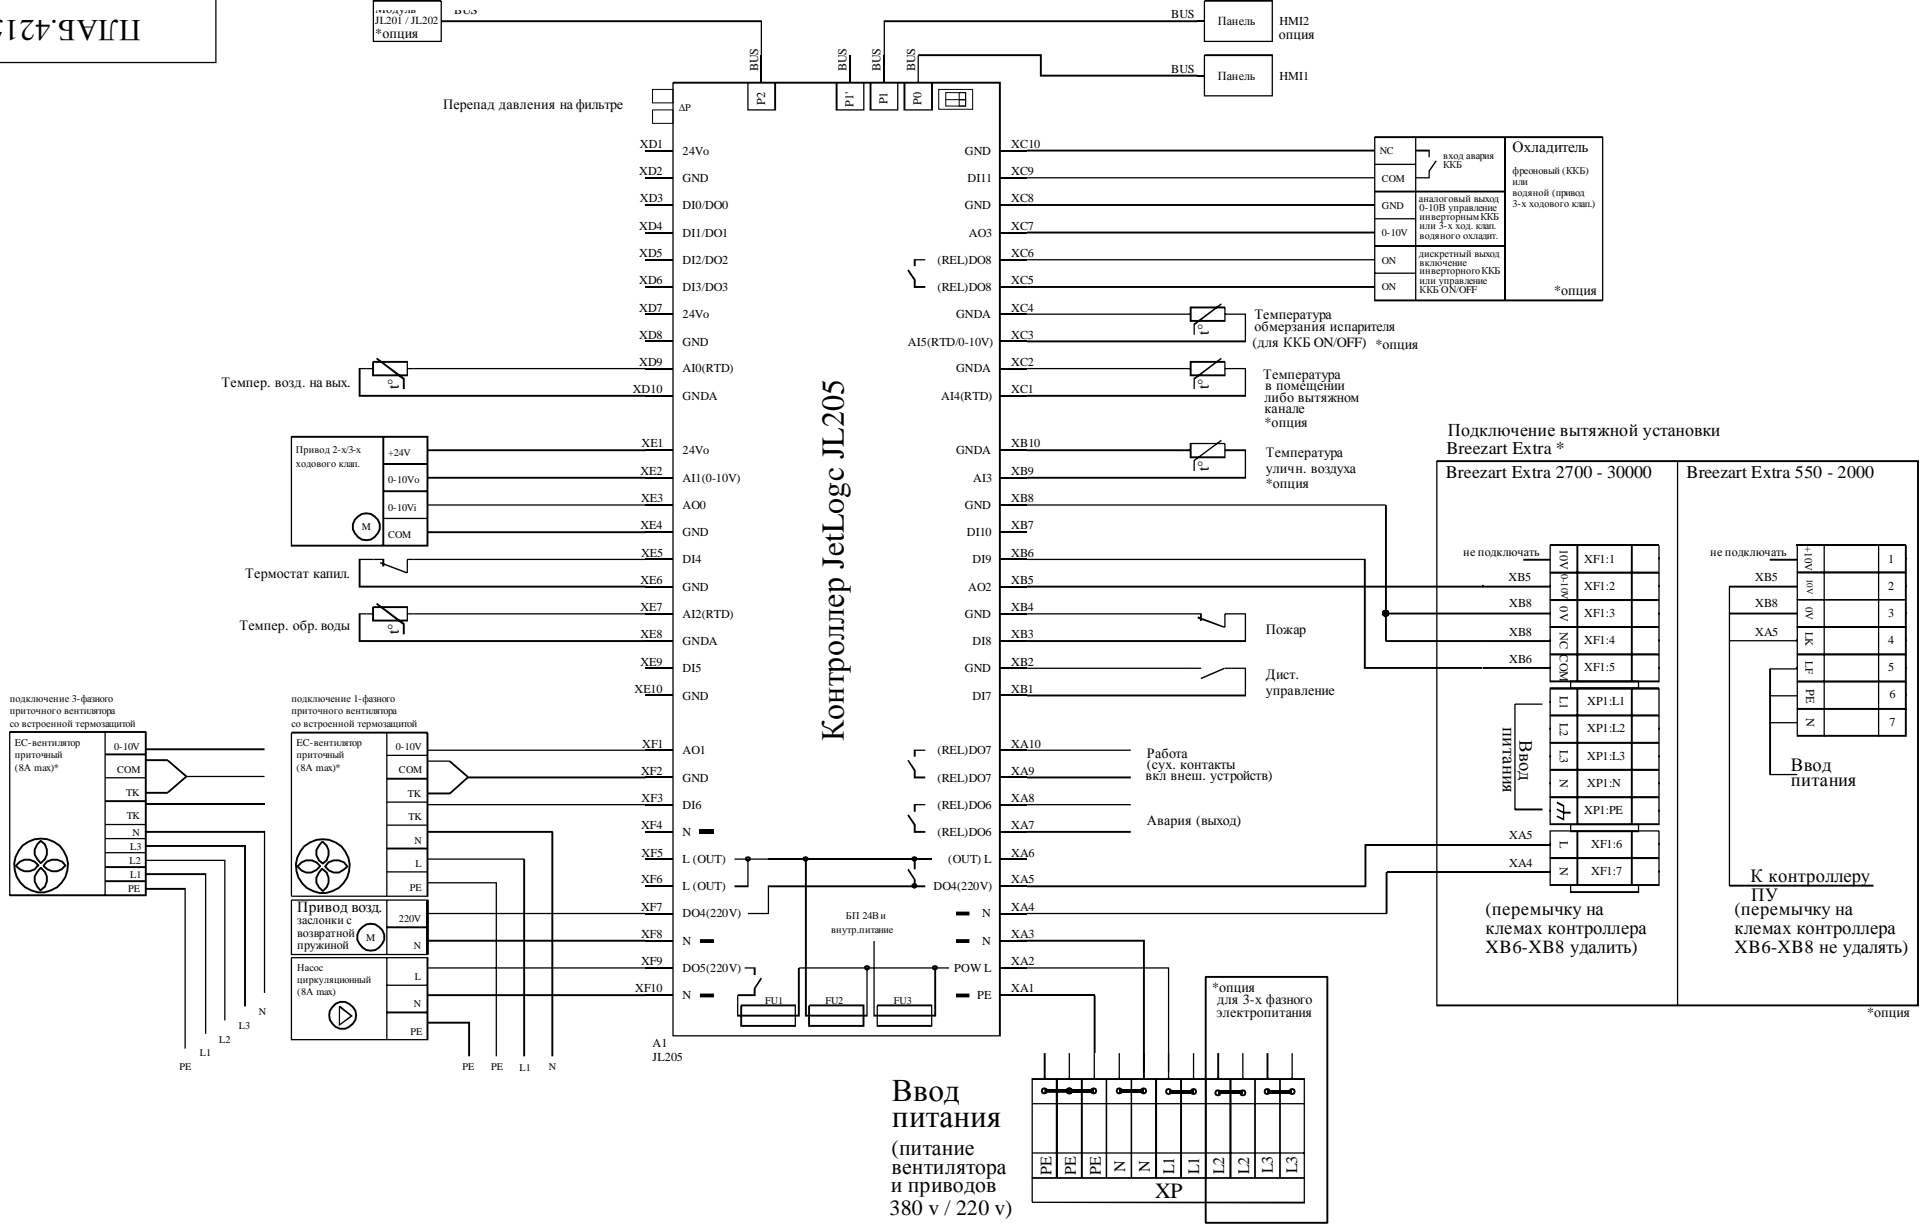 ПЛАБ.421
Модуль
JL201 / JL202
*опция
BUS
BUS
Панель
HMI2
опция
BUS
Панель
HMI1
BUS
BUS
BUS
BUS
Перепад давления на фильтре
ΔP
P2
P1'
P1
P0
Контроллер JetLogc JL205
XD1 24Vo
XD2 GND
XD3 DI0/DO0
XD4 DI1/DO1
XD5 DI2/DO2
XD6 DI3/DO3
XD7 24Vo
XD8 GND
XD9 AI0(RTD)
XD10 GNDA
Темпер. возд. на вых.
t°
XE1 24Vo
XE2 AI1(0-10V)
XE3 AO0
XE4 GND
XE5 DI4
XE6 GND
XE7 AI2(RTD)
XE8 GNDA
XE9 DI5
XE10 GND
Привод 2-х/3-х
ходового клап.
M
+24V
0-10Vo
0-10Vi
COM
Термостат капил.
Темпер. обр. воды
t°
XF1 AO1
XF2 GND
XF3 DI6
XF4 N
XF5 L (OUT)
XF6 L (OUT)
XF7 DO4(220V)
XF8 N
XF9 DO5(220V)
XF10 N
подключение 3-фазного
приточного вентилятора
со встроенной термозащитой
ЕС-вентилятор
приточный
(8A max)*
0-10V
COM
TK
TK
N
L3
L2
L1
PE
PE
L1
L2
L3
N
подключение 1-фазного
приточного вентилятора
со встроенной термозащитой
ЕС-вентилятор
приточный
(8A max)*
0-10V
COM
TK
TK
N
L
PE
Привод возд.
заслонки с
возвратной
пружиной
M
220V
N
Насос
циркуляционный
(8A max)
L
N
PE
PE
PE
L1
N
A1
JL205
БП 24В и
внутр.питание
FU1
FU2
FU3
GND XC10
DI11 XC9
GND XC8
AO3 XC7
(REL)DO8 XC6
(REL)DO8 XC5
GNDA XC4
AI5(RTD/0-10V) XC3
GNDA XC2
AI4(RTD) XC1
GNDA XB10
AI3 XB9
GND XB8
DI10 XB7
DI9 XB6
AO2 XB5
GND XB4
DI8 XB3
GND XB2
DI7 XB1
(REL)DO7 XA10
(REL)DO7 XA9
(REL)DO6 XA8
(REL)DO6 XA7
(OUT) L XA6
DO4(220V) XA5
N XA4
N XA3
POW L XA2
PE XA1
NC
COM
вход авария
ККБ
GND
0-10V
аналоговый выход
0-10В управление
инверторным ККБ
или 3-х ход. клап.
водяного охладит.
ON
ON
дискретный выход
включение
инверторного ККБ
или управление
ККБ ON/OFF
Охладитель
фреоновый (ККБ)
или
водяной (привод
3-х ходового клап.)
*опция
t°
Температура
обмерзания испарителя
(для ККБ ON/OFF) *опция
t°
Температура
в помещении
либо вытяжном
канале
*опция
t°
Температура
уличн. воздуха
*опция
Пожар
Дист.
управление
Работа
(сух. контакты
вкл внеш. устройств)
Авария (выход)
Подключение вытяжной установки
Breezart Extra *
Breezart Extra 2700 - 30000
не подключать 10V XF1:1
XB5 0-10V XF1:2
XB8 0V XF1:3
XB8 NC XF1:4
XB6 COM XF1:5
L1 XP1:L1
L2 XP1:L2
L3 XP1:L3
N XP1:N
XP1:PE
Ввод
питания
XA5 L XF1:6
XA4 N XF1:7
(перемычку на
клемах контроллера
XB6-XB8 удалить)
Breezart Extra 550 - 2000
не подключать +10V 1
XB5 10V 2
XB8 0V 3
XA5 LK 4
LF 5
PE 6
N 7
Ввод
питания
К контроллеру
ПУ
(перемычку на
клемах контроллера
XB6-XB8 не удалять)
*опция
*опция
для 3-х фазного
электропитания
Ввод
питания
(питание
вентилятора
и приводов
380 v / 220 v)
PE PE PE N N L1 L1 L2 L2 L3 L3
XP